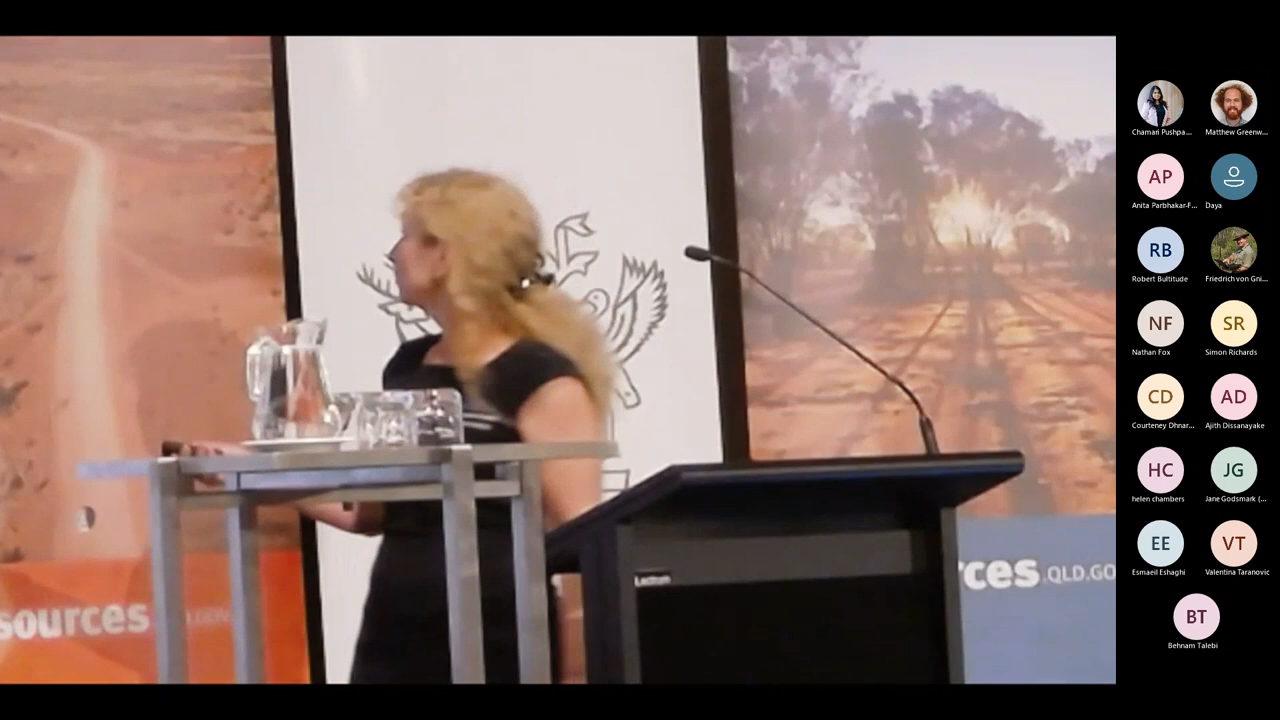 sources
rces .QLD.GO
Lectrum
Chamari Pushpa...
Matthew Greenw...
AP
Anita Parbhakar-F...
Daya
RB
Robert Bultitude
Friedrich von Gni...
NF
Nathan Fox
SR
Simon Richards
CD
Courteney Dhnar...
AD
Ajith Dissanayake
HC
helen chambers
JG
Jane Godsmark (...
EE
Esmaeil Eshaghi
VT
Valentina Taranovic
BT
Behnam Talebi